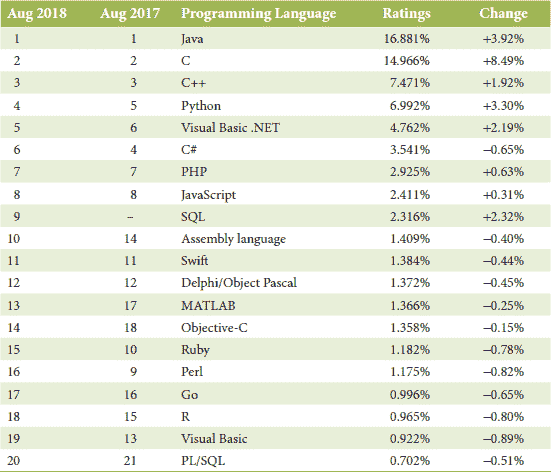 Aug 2018 Aug 2017 Programming Language Ratings Change
1 1 Java 16.881% +3.92%
2 2 C 14.966% +8.49%
3 3 C++ 7.471% +1.92%
4 5 Python 6.992% +3.30%
5 6 Visual Basic .NET 4.762% +2.19%
6 4 C# 3.541% −0.65%
7 7 PHP 2.925% +0.63%
8 8 JavaScript 2.411% +0.31%
9 – SQL 2.316% +2.32%
10 14 Assembly language 1.409% −0.40%
11 11 Swift 1.384% −0.44%
12 12 Delphi/Object Pascal 1.372% −0.45%
13 17 MATLAB 1.366% −0.25%
14 18 Objective-C 1.358% −0.15%
15 10 Ruby 1.182% −0.78%
16 9 Perl 1.175% −0.82%
17 16 Go 0.996% −0.65%
18 15 R 0.965% −0.80%
19 13 Visual Basic 0.922% −0.89%
20 21 PL/SQL 0.702% −0.51%